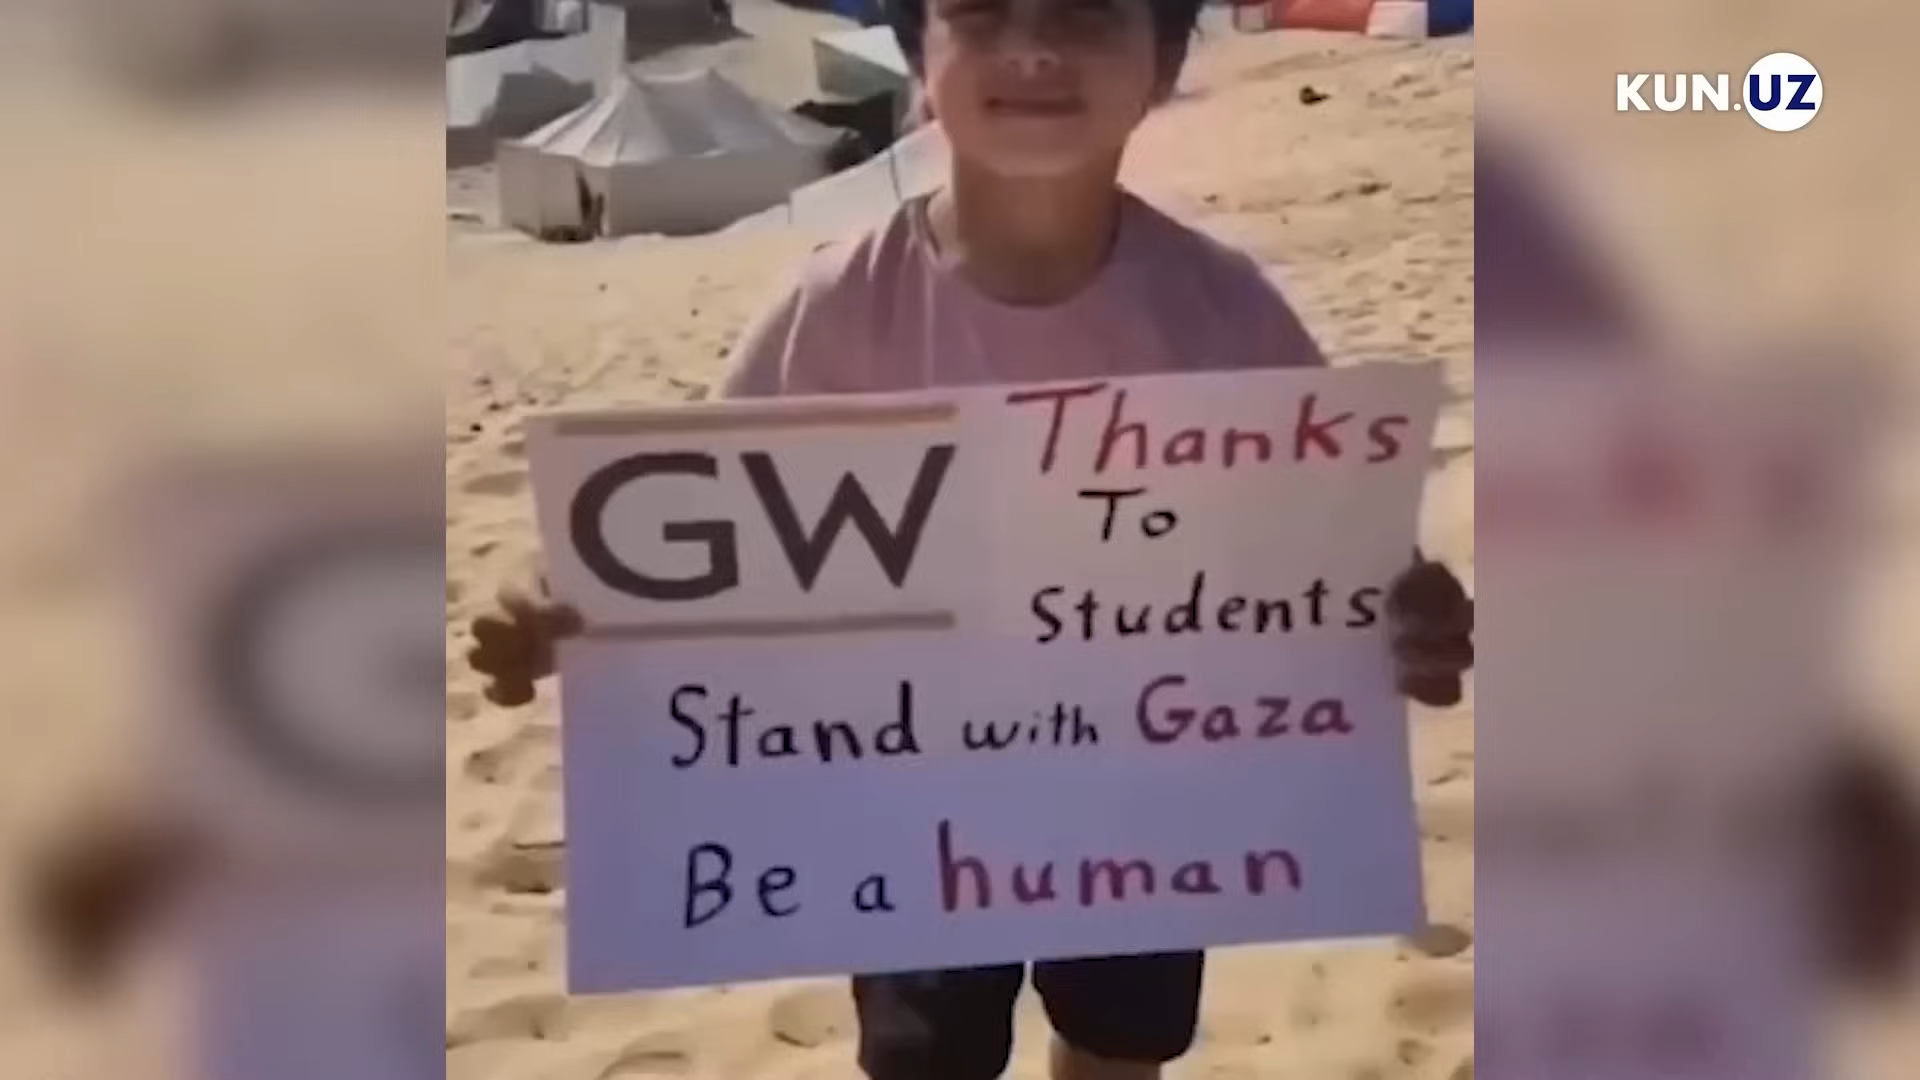 KUN.UZ
GW
Thanks
To
Students
Stand with Gaza
Be a human